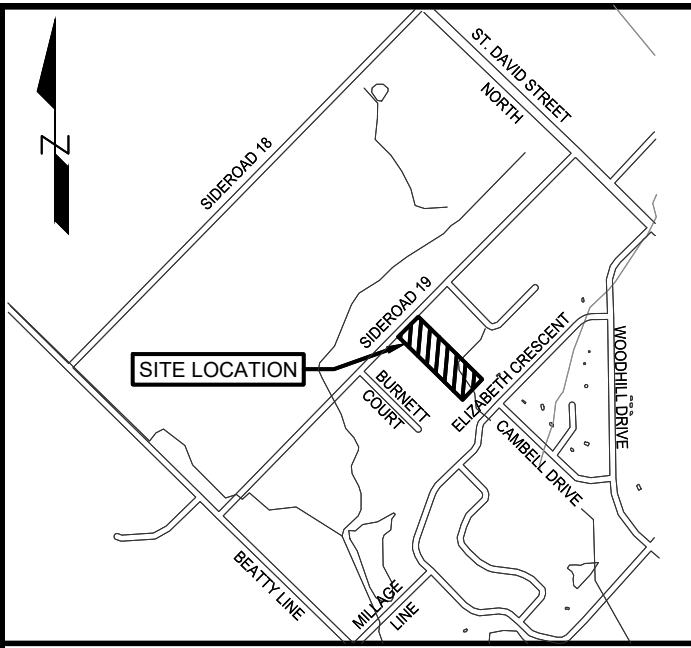 ST. DAVID STREET
NORTH
SIDEROAD 18
Z
SIDEROAD 19
SITE LOCATION
BURNETT
COURT
ELIZABETH CRESCENT
WOODHILL DRIVE
CAMBELL DRIVE
BEATTY LINE
MILLAGE
LINE